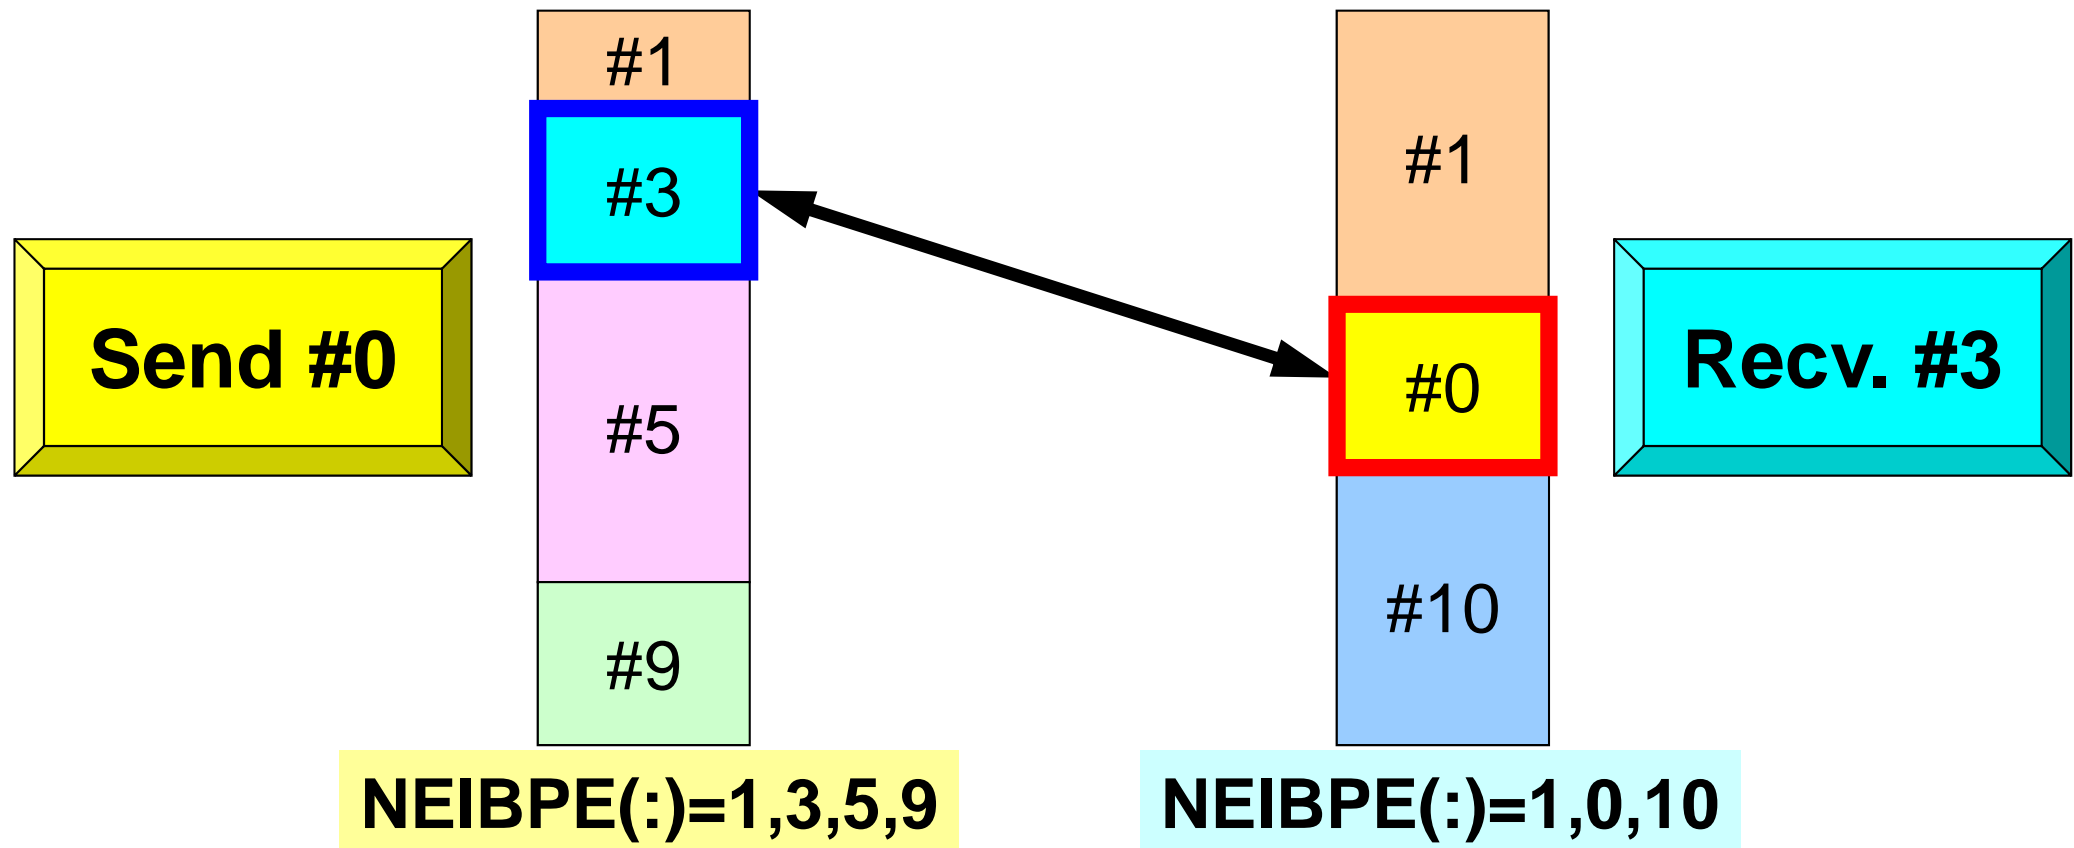 #1
#3
#5
#9
#1
#0
#10
Send #0
Recv. #3
NEIBPE(:)=1,3,5,9
NEIBPE(:)=1,0,10